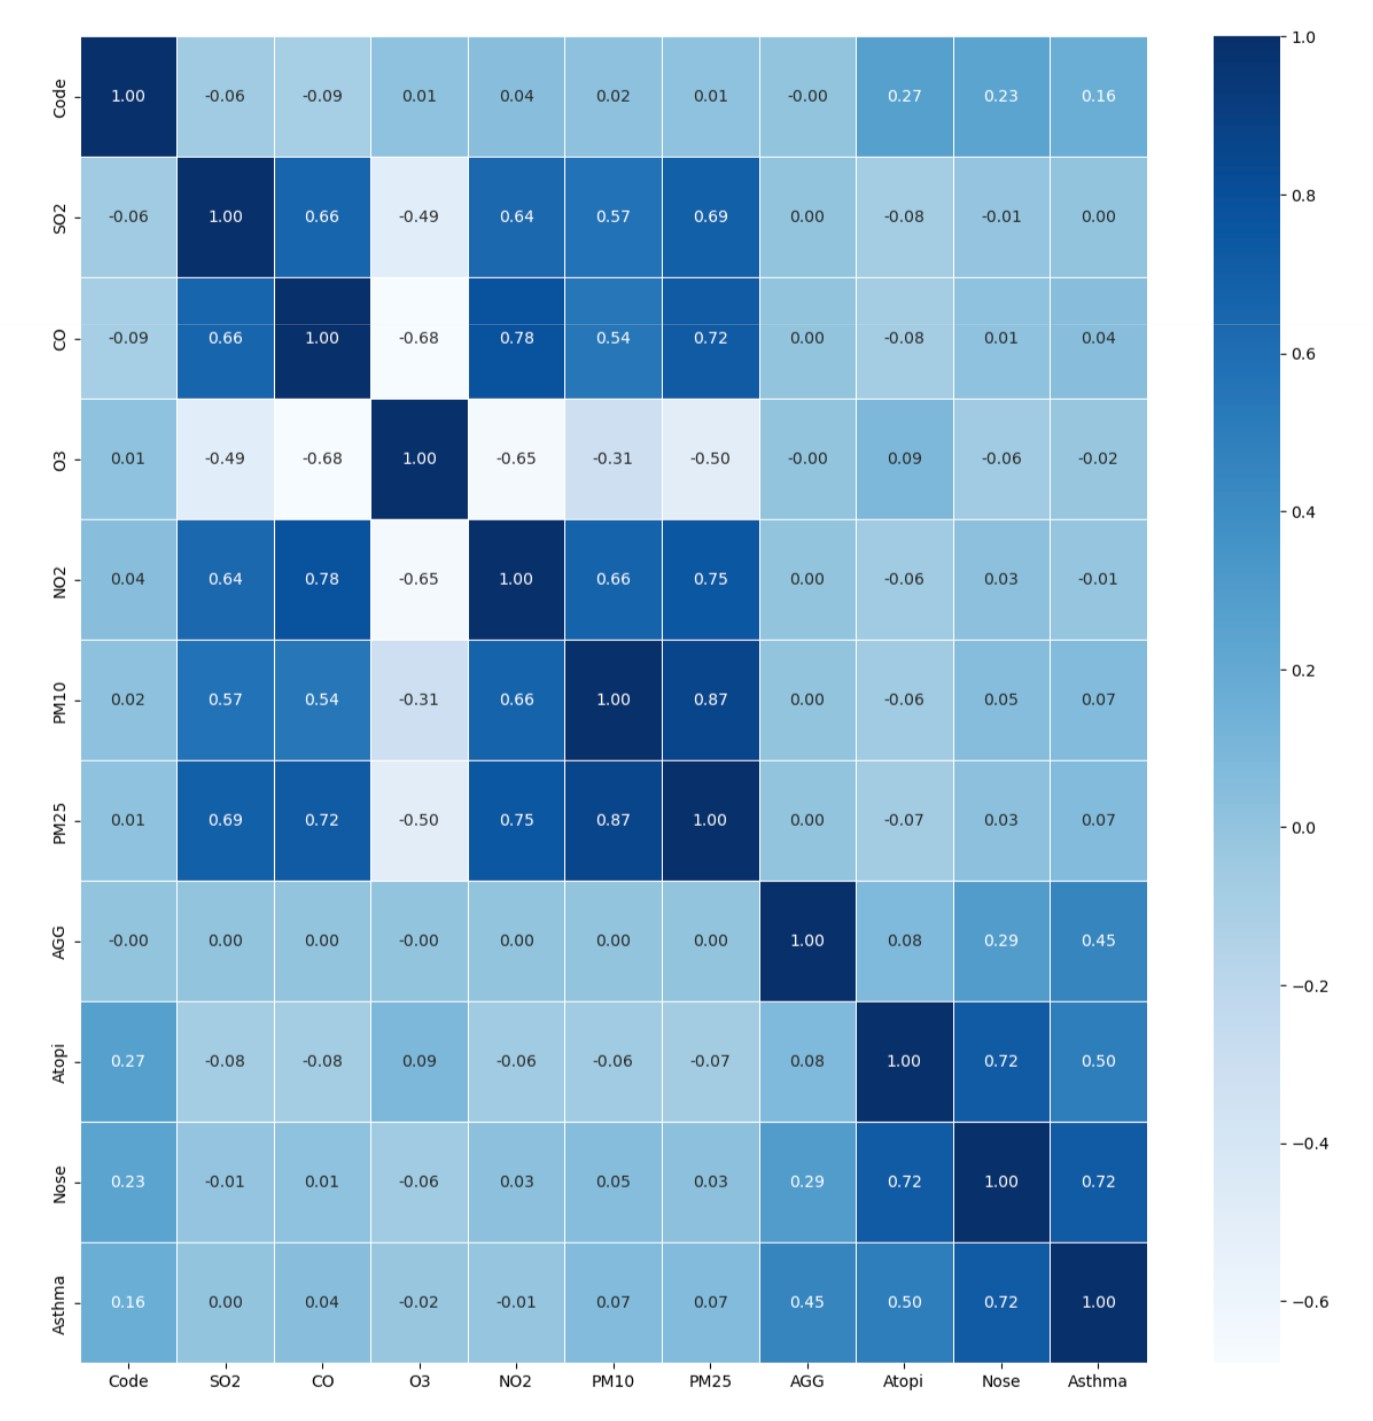 Code 1.00 -0.06 -0.09 0.01 0.04 0.02 0.01 -0.00 0.27 0.23 0.16
SO2 -0.06 1.00 0.66 -0.49 0.64 0.57 0.69 0.00 -0.08 -0.01 0.00
CO -0.09 0.66 1.00 -0.68 0.78 0.54 0.72 0.00 -0.08 0.01 0.04
O3 0.01 -0.49 -0.68 1.00 -0.65 -0.31 -0.50 -0.00 0.09 -0.06 -0.02
NO2 0.04 0.64 0.78 -0.65 1.00 0.66 0.75 0.00 -0.06 0.03 -0.01
PM10 0.02 0.57 0.54 -0.31 0.66 1.00 0.87 0.00 -0.06 0.05 0.07
PM25 0.01 0.69 0.72 -0.50 0.75 0.87 1.00 0.00 -0.07 0.03 0.07
AGG -0.00 0.00 0.00 -0.00 0.00 0.00 0.00 1.00 0.08 0.29 0.45
Atopi 0.27 -0.08 -0.08 0.09 -0.06 -0.06 -0.07 0.08 1.00 0.72 0.50
Nose 0.23 -0.01 0.01 -0.06 0.03 0.05 0.03 0.29 0.72 1.00 0.72
Asthma 0.16 0.00 0.04 -0.02 -0.01 0.07 0.07 0.45 0.50 0.72 1.00
Code SO2 CO O3 NO2 PM10 PM25 AGG Atopi Nose Asthma
1.0
0.8
0.6
0.4
0.2
0.0
−0.2
−0.4
−0.6